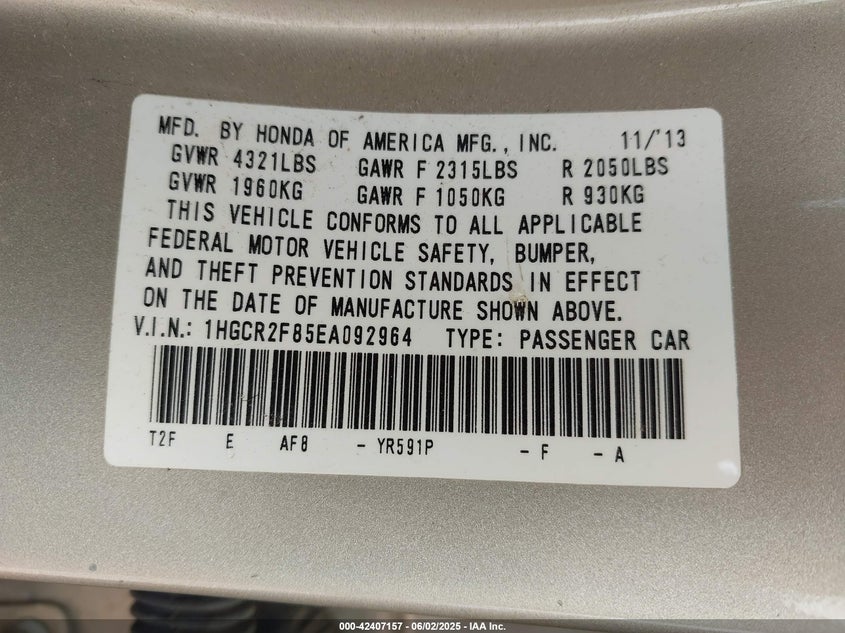 MFD. BY HONDA OF AMERICA MFG., INC. 11/'13
GVWR 4321LBS GAWR F 2315LBS R 2050LBS
GVWR 1960KG GAWR F 1050KG R 930KG
THIS VEHICLE CONFORMS TO ALL APPLICABLE
FEDERAL MOTOR VEHICLE SAFETY, BUMPER,
AND THEFT PREVENTION STANDARDS IN EFFECT
ON THE DATE OF MANUFACTURE SHOWN ABOVE.
V.I.N.: 1HGCR2F85EA092964 TYPE: PASSENGER CAR
T2F E AF8 - YR591P - F - A
000-42407157 | 06/02/2025 - IAA Inc.